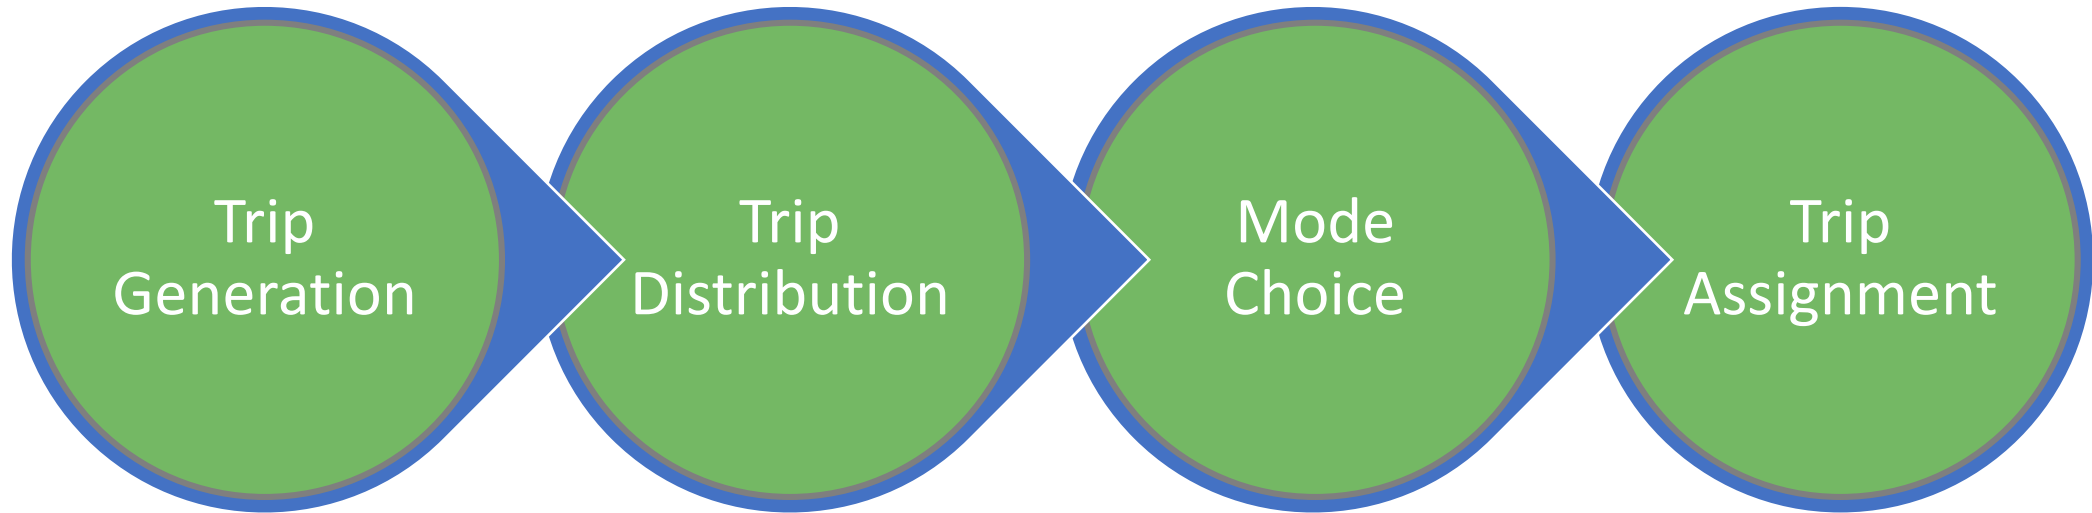 Trip
Generation
Trip
Distribution
Mode
Choice
Trip
Assignment